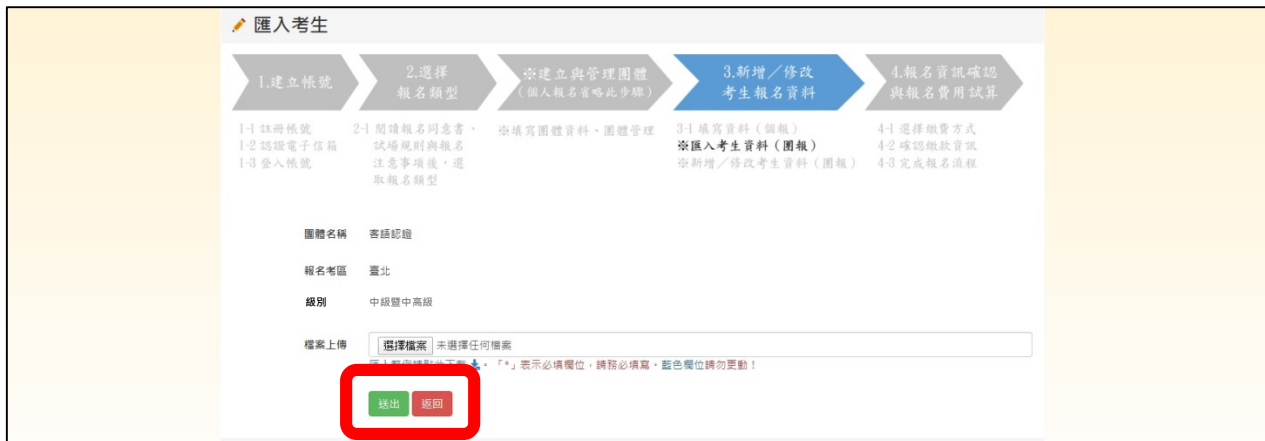 匯入考生
1.建立帳號
2.選擇
報名類型
※建立與管理團體
(個人報名省略此步驟)
3.新增／修改
考生報名資料
4.報名資訊確認
與報名費用試算
1-1 註冊帳號
1-2 認證電子信箱
1-3 登入帳號
2-1 閱讀報名同意書、
試場規則與報名
注意事項後，選
取報名類型
※填寫團體資料、團體管理
3-1 填寫資料（個報）
※匯入考生資料（團報）
※新增／修改考生資料（團報）
4-1 選擇繳費方式
4-2 確認繳款資訊
4-3 完成報名流程
團體名稱 客語認證
報名考區 臺北
級別 中級暨中高級
檔案上傳 選擇檔案 未選擇任何檔案
匯入範例請點此下載。「*」表示必填欄位，請務必填寫。藍色欄位請勿更動！
送出 返回